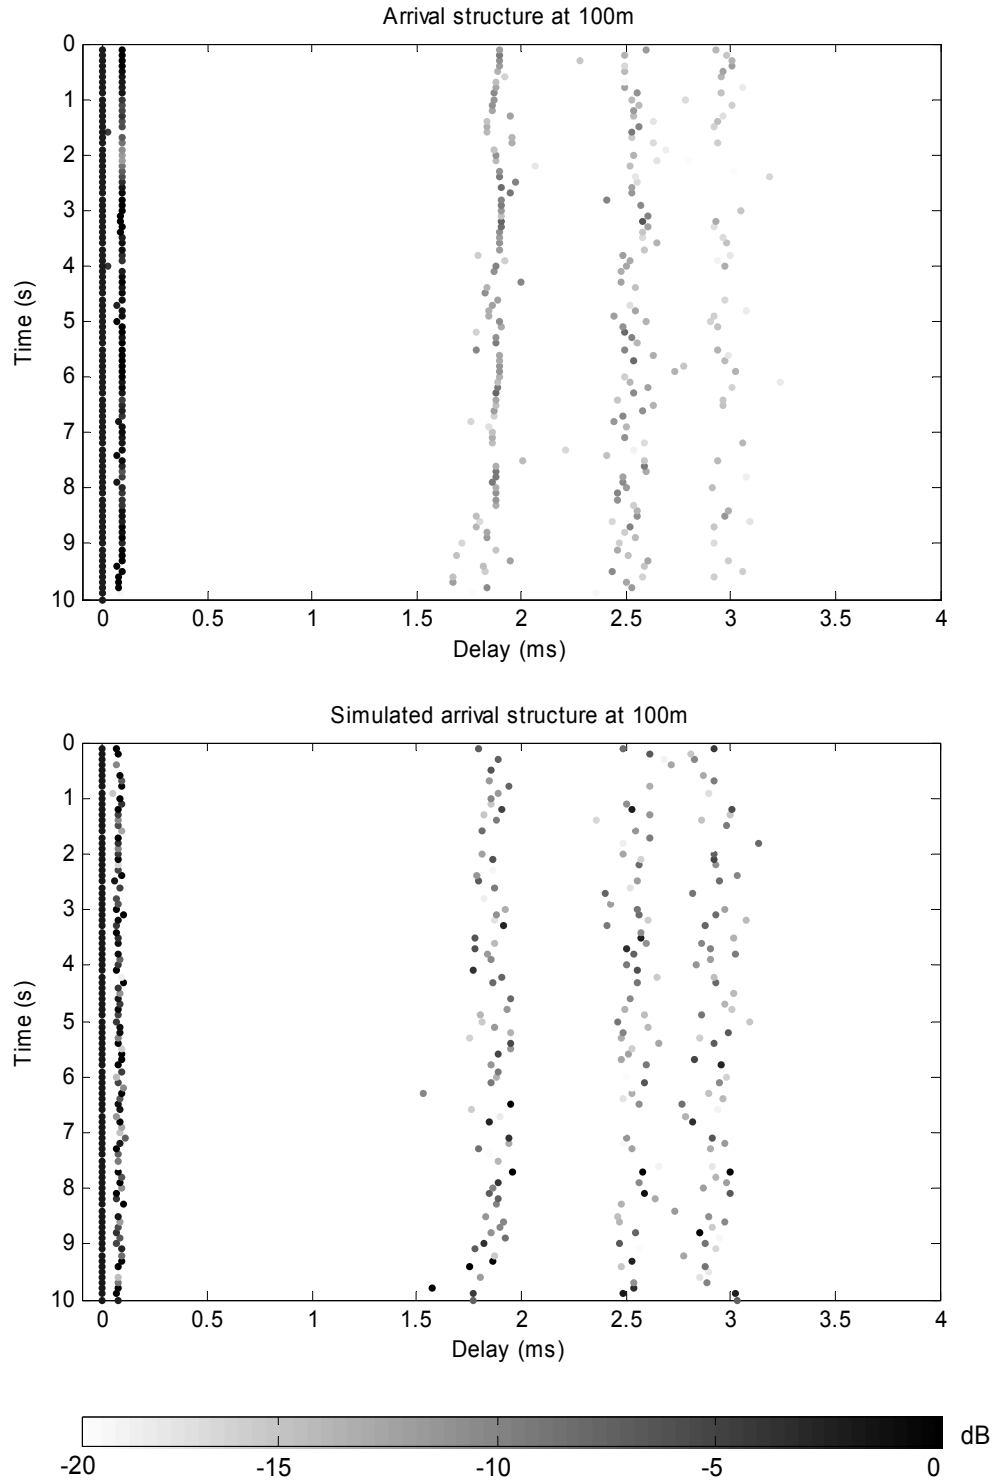 Arrival structure at 100m
0
1
2
3
4
5
6
7
8
9
10
Time (s)
0 0.5 1 1.5 2 2.5 3 3.5 4
Delay (ms)
Simulated arrival structure at 100m
0
1
2
3
4
5
6
7
8
9
10
Time (s)
0 0.5 1 1.5 2 2.5 3 3.5 4
Delay (ms)
dB
-20 -15 -10 -5 0